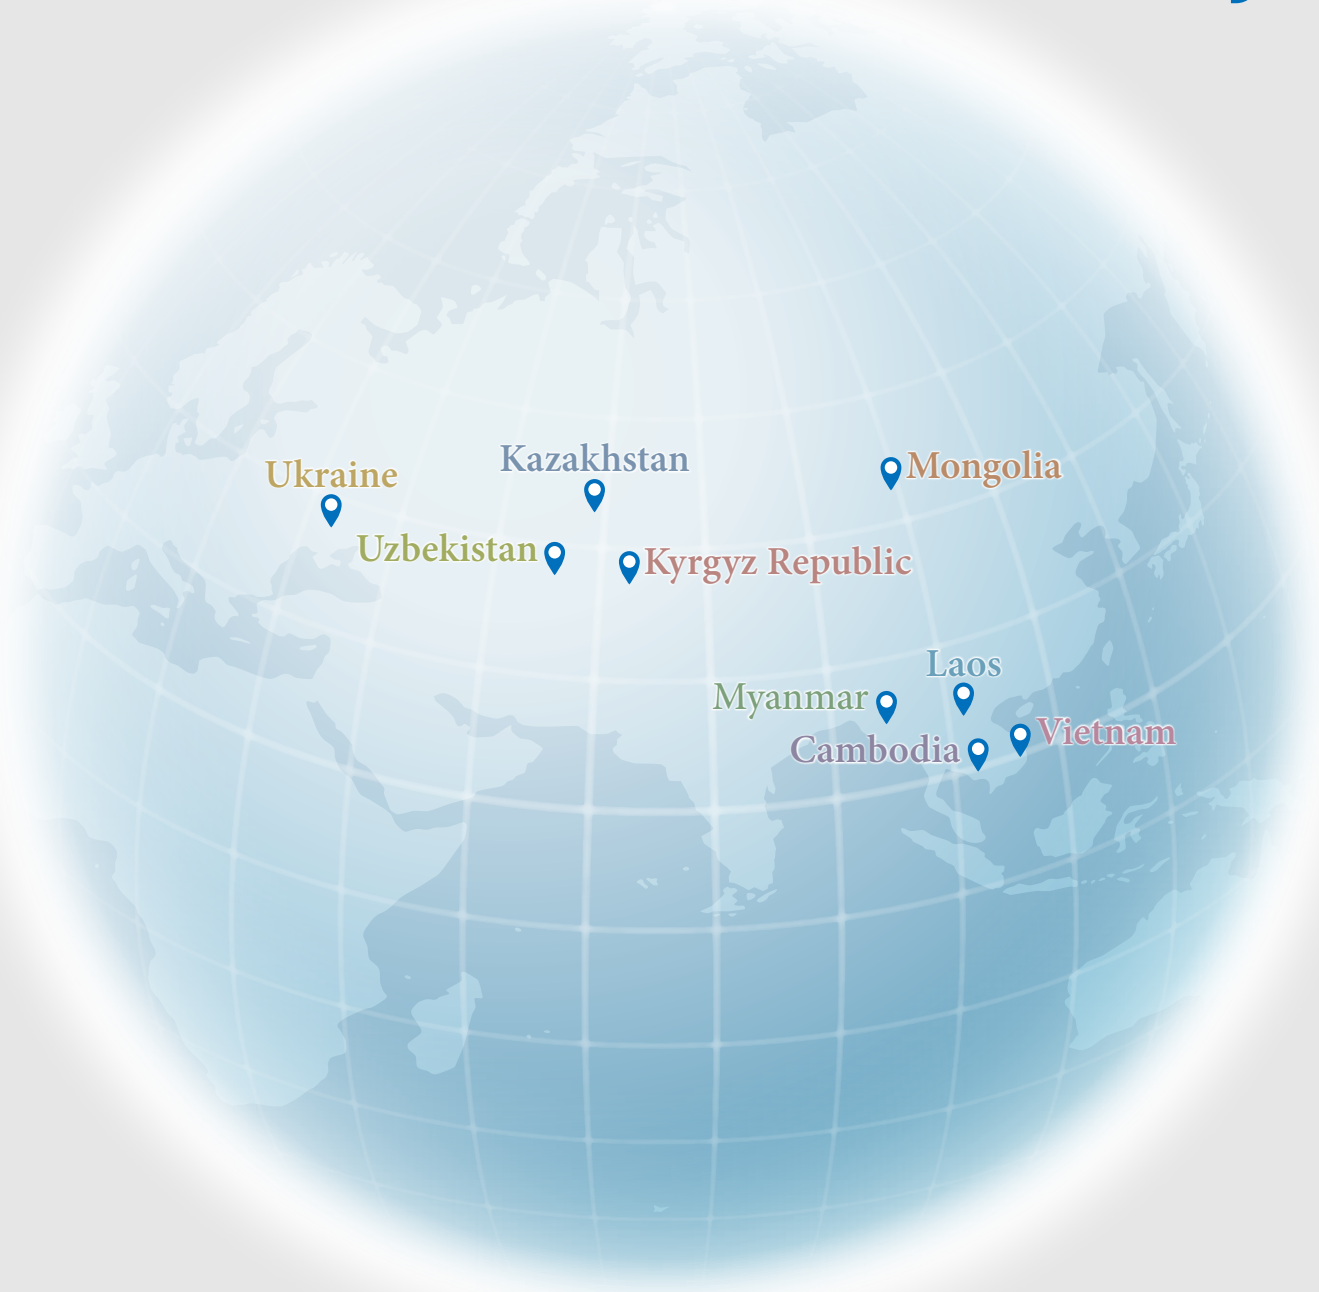 Kazakhstan
Ukraine
Mongolia
Uzbekistan
Kyrgyz Republic
Laos
Myanmar
Vietnam
Cambodia